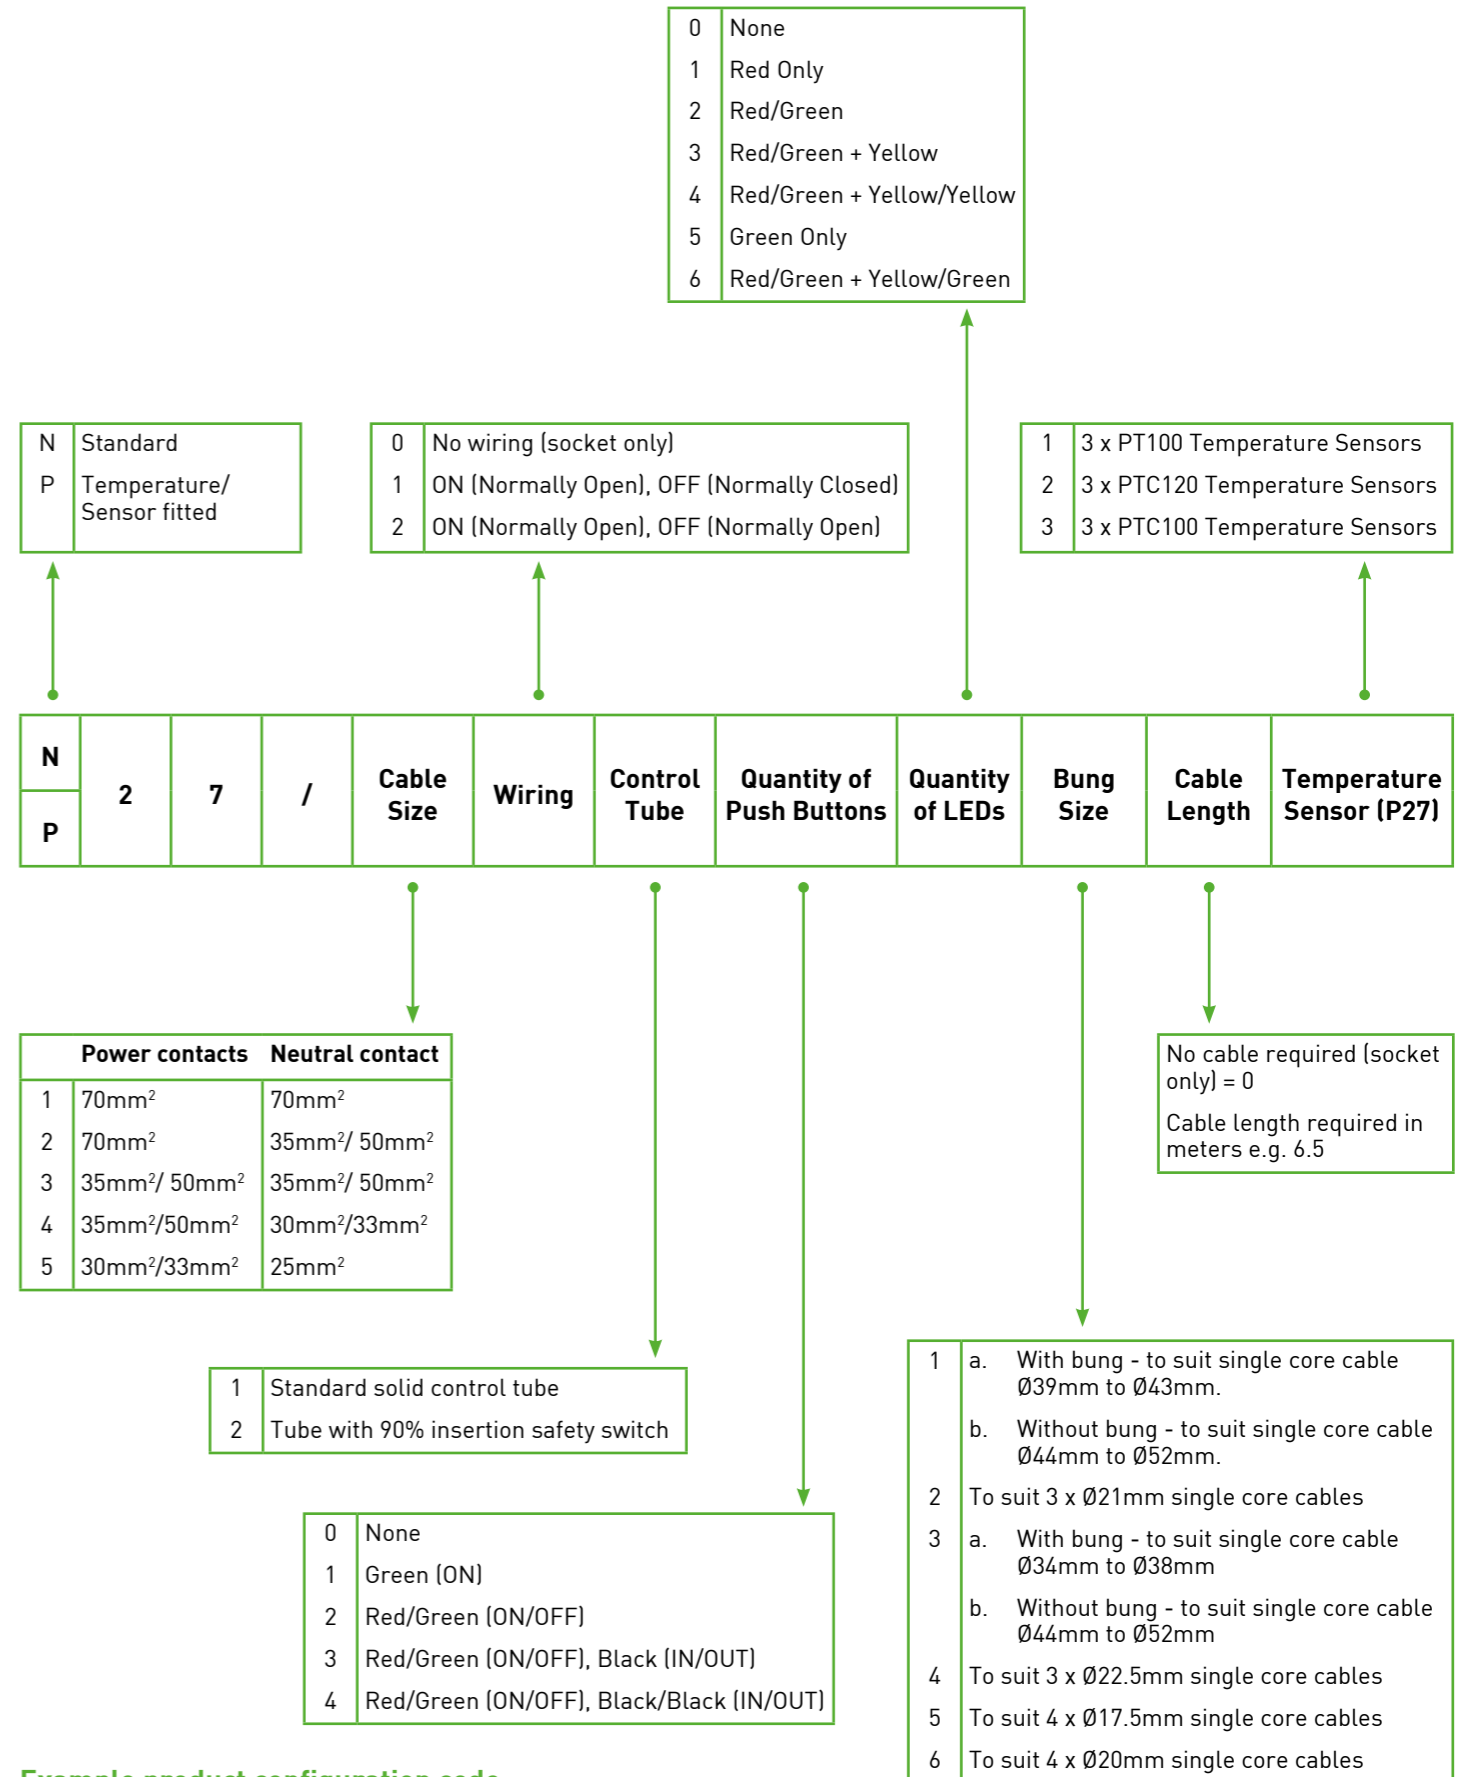 0 None
1 Red Only
2 Red/Green
3 Red/Green + Yellow
4 Red/Green + Yellow/Yellow
5 Green Only
6 Red/Green + Yellow/Green
N Standard
P Temperature/
Sensor fitted
0 No wiring (socket only)
1 ON (Normally Open), OFF (Normally Closed)
2 ON (Normally Open), OFF (Normally Open)
1 3 x PT100 Temperature Sensors
2 3 x PTC120 Temperature Sensors
3 3 x PTC100 Temperature Sensors
N
P
2
7
/
Cable
Size
Wiring
Control
Tube
Quantity of
Push Buttons
Quantity
of LEDs
Bung
Size
Cable
Length
Temperature
Sensor (P27)
Power contacts Neutral contact
1 70mm² 70mm²
2 70mm² 35mm²/ 50mm²
3 35mm²/ 50mm² 35mm²/ 50mm²
4 35mm²/50mm² 30mm²/33mm²
5 30mm²/33mm² 25mm²
No cable required (socket
only) = 0
Cable length required in
meters e.g. 6.5
1 Standard solid control tube
2 Tube with 90% insertion safety switch
0 None
1 Green (ON)
2 Red/Green (ON/OFF)
3 Red/Green (ON/OFF), Black (IN/OUT)
4 Red/Green (ON/OFF), Black/Black (IN/OUT)
1 a. With bung - to suit single core cable
Ø39mm to Ø43mm.
b. Without bung - to suit single core cable
Ø44mm to Ø52mm.
2 To suit 3 x Ø21mm single core cables
3 a. With bung - to suit single core cable
Ø34mm to Ø38mm
b. Without bung - to suit single core cable
Ø44mm to Ø52mm
4 To suit 3 x Ø22.5mm single core cables
5 To suit 4 x Ø17.5mm single core cables
6 To suit 4 x Ø20mm single core cables
Example product configuration code